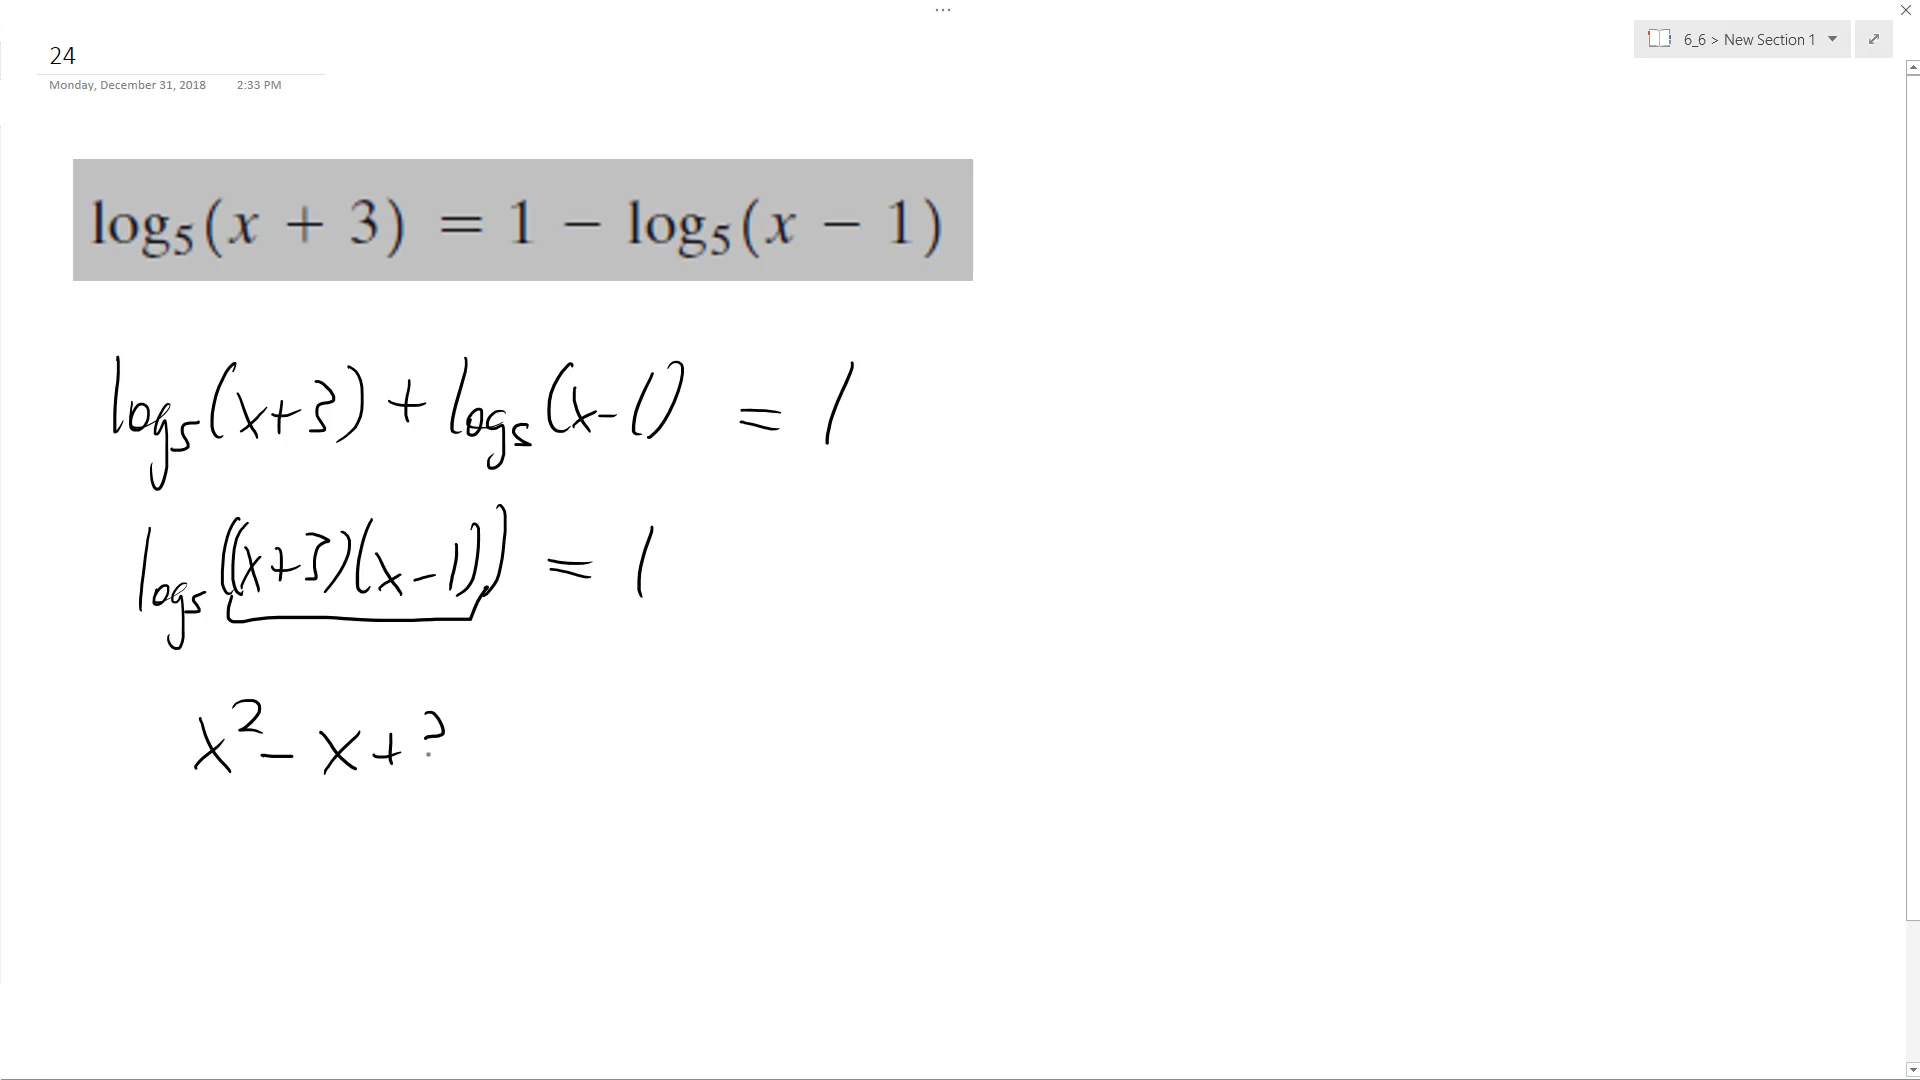 ...
6_6 > New Section 1
24
Monday, December 31, 2018 2:33 PM
log₅(x + 3) = 1 − log₅(x − 1)
log₅(x+3) + log₅(x-1) = 1
log₅((x+3)(x-1)) = 1
x² - x +